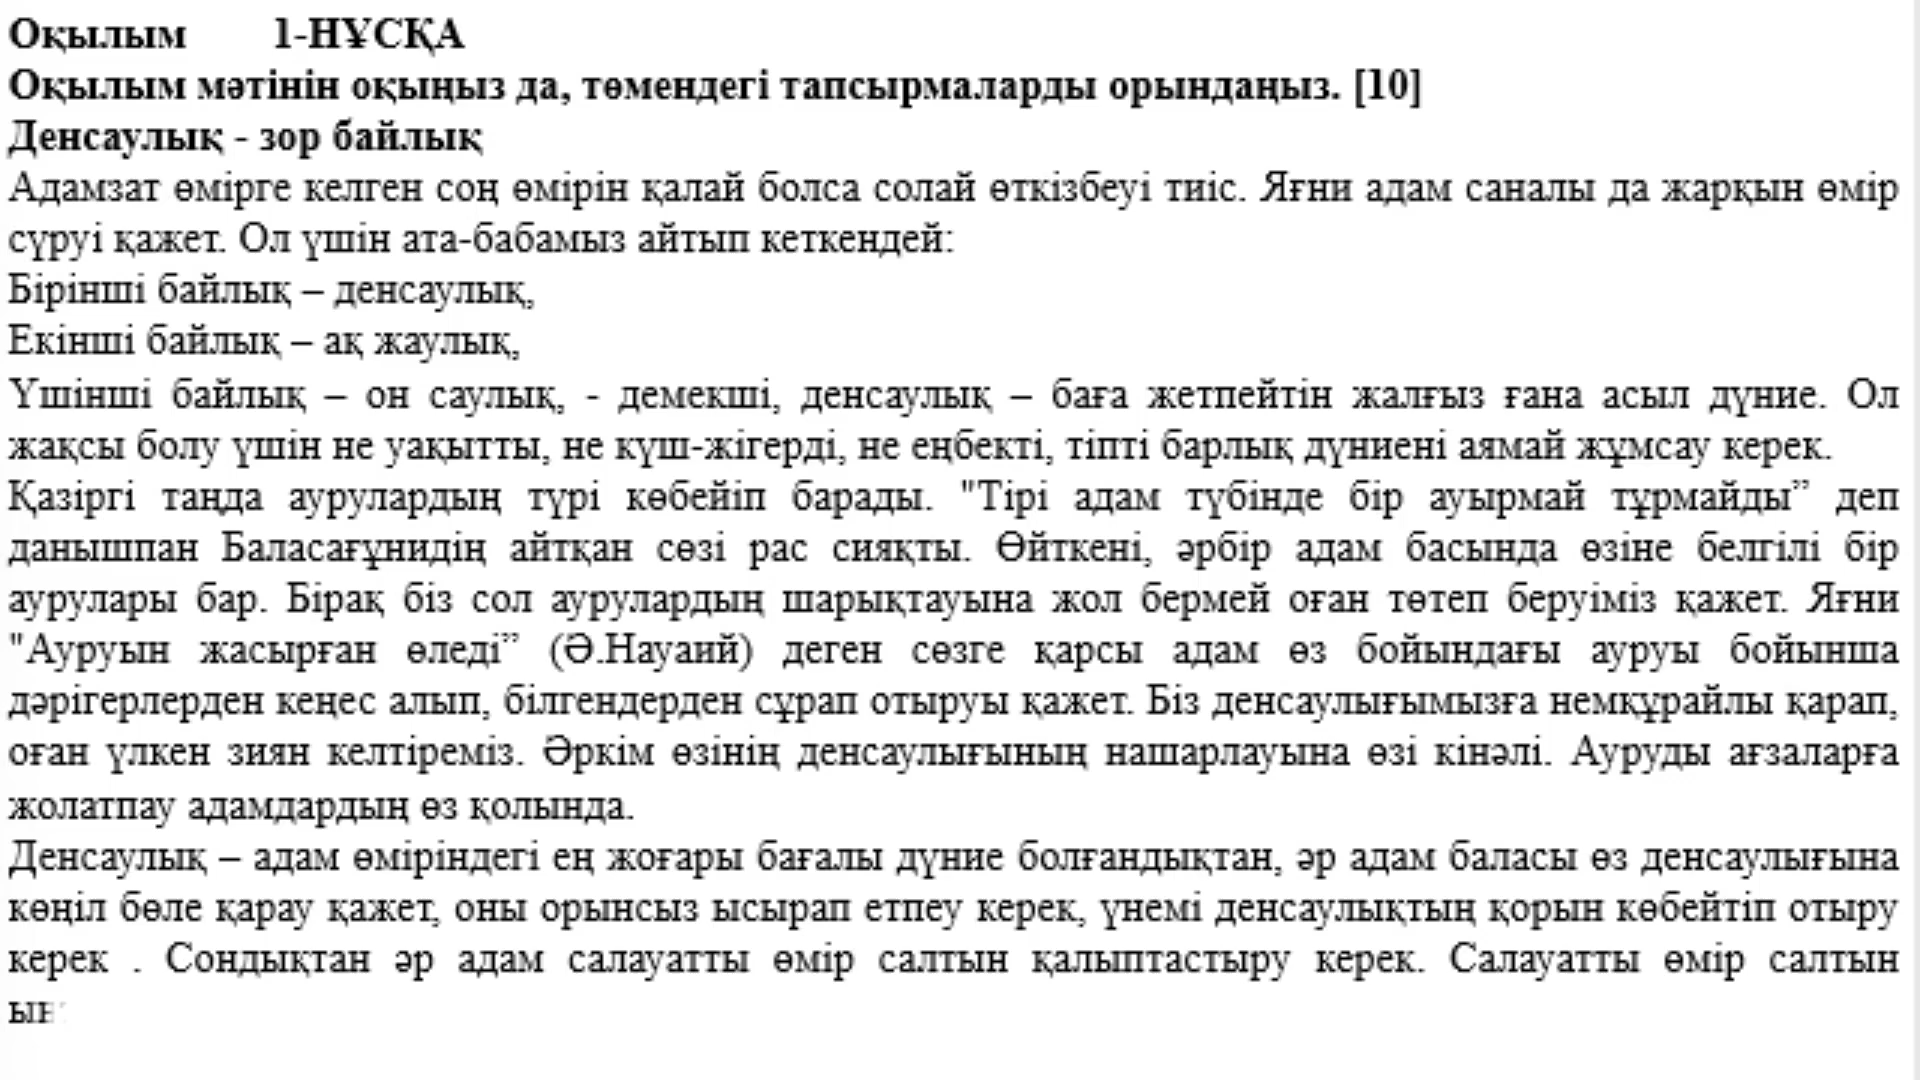 Оқылым 1-НҰСҚА
Оқылым мәтінін оқыңыз да, төмендегі тапсырмаларды орындаңыз. [10]
Денсаулық - зор байлық
Адамзат өмірге келген соң өмірін қалай болса солай өткізбеуі тиіс. Яғни адам саналы да жарқын өмір
сүруі қажет. Ол үшін ата-бабамыз айтып кеткендей:
Бірінші байлық – денсаулық,
Екінші байлық – ақ жаулық,
Үшінші байлық – он саулық, - демекші, денсаулық – баға жетпейтін жалғыз ғана асыл дүние. Ол
жақсы болу үшін не уақытты, не күш-жігерді, не еңбекті, тіпті барлық дүниені аямай жұмсау керек.
Қазіргі таңда аурулардың түрі көбейіп барады. "Тірі адам түбінде бір ауырмай тұрмайды” деп
данышпан Баласағұнидің айтқан сөзі рас сияқты. Өйткені, әрбір адам басында өзіне белгілі бір
аурулары бар. Бірақ біз сол аурулардың шарықтауына жол бермей оған төтеп беруіміз қажет. Яғни
"Ауруын жасырған өледі” (Ә.Науаий) деген сөзге қарсы адам өз бойындағы ауруы бойынша
дәрігерлерден кеңес алып, білгендерден сұрап отыруы қажет. Біз денсаулығымызға немқұрайлы қарап,
оған үлкен зиян келтіреміз. Әркім өзінің денсаулығының нашарлауына өзі кінәлі. Ауруды ағзаларға
жолатпау адамдардың өз қолында.
Денсаулық – адам өміріндегі ең жоғары бағалы дүние болғандықтан, әр адам баласы өз денсаулығына
көңіл бөле қарау қажет, оны орынсыз ысырап етпеу керек, үнемі денсаулықтың қорын көбейтіп отыру
керек . Сондықтан әр адам салауатты өмір салтын қалыптастыру керек. Салауатты өмір салтын